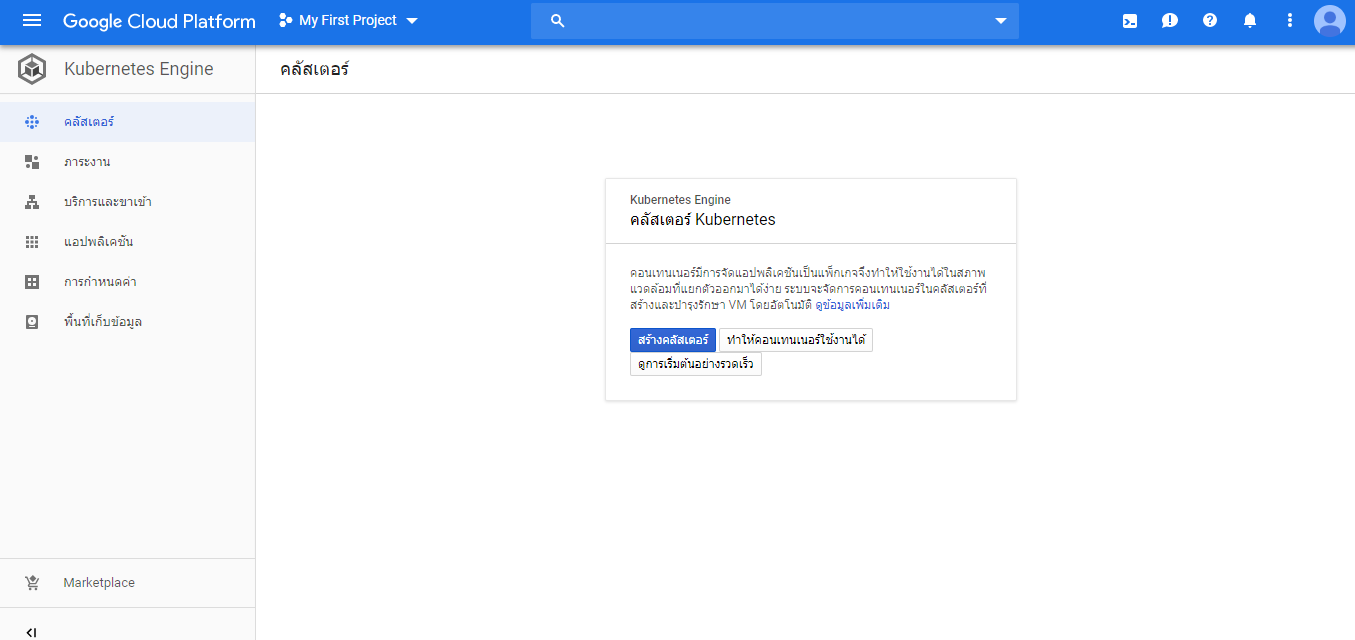 Google Cloud Platform
My First Project
Kubernetes Engine
คลัสเตอร์
คลัสเตอร์
ภาระงาน
บริการและขาเข้า
แอปพลิเคชัน
การกำหนดค่า
พื้นที่เก็บข้อมูล
Kubernetes Engine
คลัสเตอร์ Kubernetes
คอนเทนเนอร์มีการจัดแอปพลิเคชันเป็นแพ็กเกจจึงทำให้ใช้งานได้ในสภาพ
แวดล้อมที่แยกตัวออกมาได้ง่าย ระบบจะจัดการคอนเทนเนอร์ในคลัสเตอร์ที่
สร้างและบำรุงรักษา VM โดยอัตโนมัติ ดูข้อมูลเพิ่มเติม
สร้างคลัสเตอร์ ทำให้คอนเทนเนอร์ใช้งานได้
ดูการเริ่มต้นอย่างรวดเร็ว
Marketplace